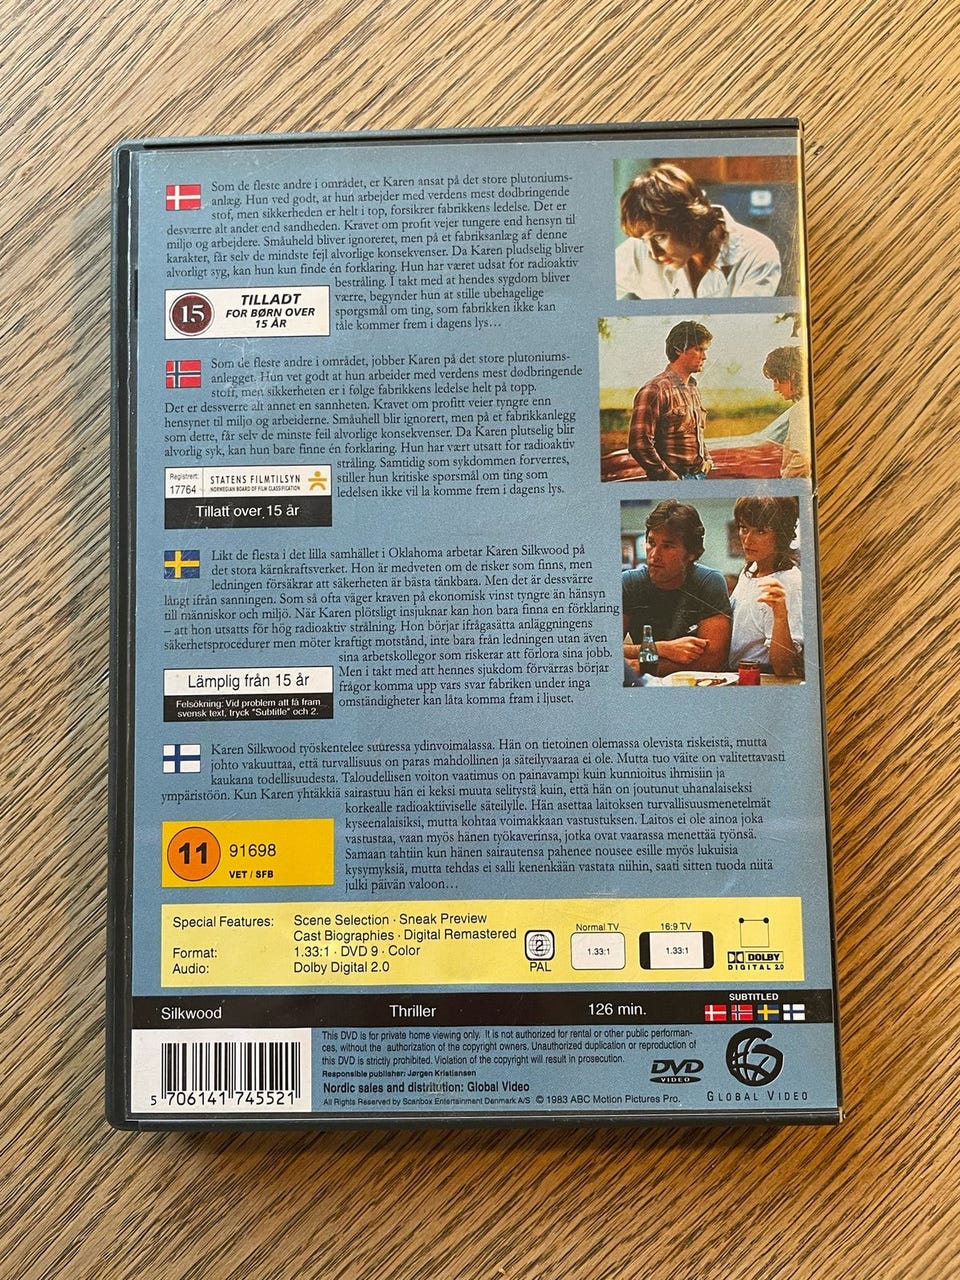 Som de fleste andre i området, er Karen ansat på det store plutoniums-
anlæg. Hun ved godt, at hun arbejder med verdens mest dødbringende
stof, men sikkerheden er helt i top, forsikrer fabrikkens ledelse. Det er
desværre alt andet end sandheden. Kravet om profit vejer tungere end hensyn til
miljø og arbejdere. Småuheld bliver ignoreret, men på et fabriksanlæg af denne
karakter, får selv de mindste fejl alvorlige konsekvenser. Da Karen pludselig bliver
alvorligt syg, kan hun kun finde én forklaring. Hun har været udsat for radioaktiv
bestråling. I takt med at hendes sygdom bliver
værre, begynder hun at stille ubehagelige
spørgsmål om ting, som fabrikken ikke kan
tåle kommer frem i dagens lys...
15
TILLADT
FOR BØRN OVER
15 ÅR
Som de fleste andre i området, jobber Karen på det store plutoniums-
anlegget. Hun vet godt at hun arbeider med verdens mest dødbringende
stoff, men sikkerheten er i følge fabrikkens ledelse helt på topp.
Det er dessverre alt annet en sannheten. Kravet om profitt veier tyngre enn
hensynet til miljø og arbeiderne. Småuhell blir ignorert, men på et fabrikkanlegg
som dette, får selv de minste feil alvorlige konsekvenser. Da Karen plutselig blir
alvorlig syk, kan hun bare finne én forklaring. Hun har vært utsatt for radioaktiv
stråling. Samtidig som sykdommen forverres,
stiller hun kritiske spørsmål om ting som
ledelsen ikke vil la komme frem i dagens lys.
Registrert:
17764
STATENS FILMTILSYN
NORWEGIAN BOARD OF FILM CLASSIFICATION
Tillatt over 15 år
Likt de flesta i det lilla samhället i Oklahoma arbetar Karen Silkwood på
det stora kärnkraftsverket. Hon är medveten om de risker som finns, men
ledningen försäkrar att säkerheten är bästa tänkbara. Men det är dessvärre
långt ifrån sanningen. Som så ofta väger kraven på ekonomisk vinst tyngre än hänsyn
till människor och miljö. När Karen plötsligt insjuknar kan hon bara finna en förklaring
– att hon utsatts för hög radioaktiv strålning. Hon börjar ifrågasätta anläggningens
säkerhetsprocedurer men möter kraftigt motstånd, inte bara från ledningen utan även
sina arbetskollegor som riskerar att förlora sina jobb.
Men i takt med att hennes sjukdom förvärras börjar
frågor komma upp vars svar fabriken under inga
omständigheter kan låta komma fram i ljuset.
Lämplig från 15 år
Felsökning: Vid problem att få fram
svensk text, tryck "Subtitle" och 2.
Karen Silkwood työskentelee suuressa ydinvoimalassa. Hän on tietoinen olemassa olevista riskeistä, mutta
johto vakuuttaa, että turvallisuus on paras mahdollinen ja säteilyvaaraa ei ole. Mutta tuo väite on valitettavasti
kaukana todellisuudesta. Taloudellisen voiton vaatimus on painavampi kuin kunnioitus ihmisiin ja
ympäristöön. Kun Karen yhtäkkiä sairastuu hän ei keksi muuta selitystä kuin, että hän on joutunut uhanalaiseksi
korkealle radioaktiiviselle säteilylle. Hän asettaa laitoksen turvallisuusmenetelmät
kyseenalaisiksi, mutta kohtaa voimakkaan vastustuksen. Laitos ei ole ainoa joka
vastustaa, vaan myös hänen työkaverinsa, jotka ovat vaarassa menettää työnsä.
Samaan tahtiin kun hänen sairautensa pahenee nousee esille myös lukuisia
kysymyksiä, mutta tehdas ei salli kenenkään vastata niihin, saati sitten tuoda niitä
julki päivän valoon...
11
91698
VET / SFB
Special Features: Scene Selection · Sneak Preview
Cast Biographies · Digital Remastered
Format: 1.33:1 · DVD 9 · Color
Audio: Dolby Digital 2.0
2
PAL
Normal TV
1.33:1
16:9 TV
1.33:1
DOLBY
DIGITAL 2.0
Silkwood Thriller 126 min.
SUBTITLED
5 706141 745521
This DVD is for private home viewing only. It is not authorized for rental or other public performan-
ces, without the authorization of the copyright owners. Unauthorized duplication or reproduction of
this DVD is strictly prohibited. Violation of the copyright will result in prosecution.
Responsible publisher: Jørgen Kristiansen
Nordic sales and distribution: Global Video
All Rights Reserved by Scanbox Entertainment Denmark A/S © 1983 ABC Motion Pictures Pro.
DVD
VIDEO
GLOBAL VIDEO